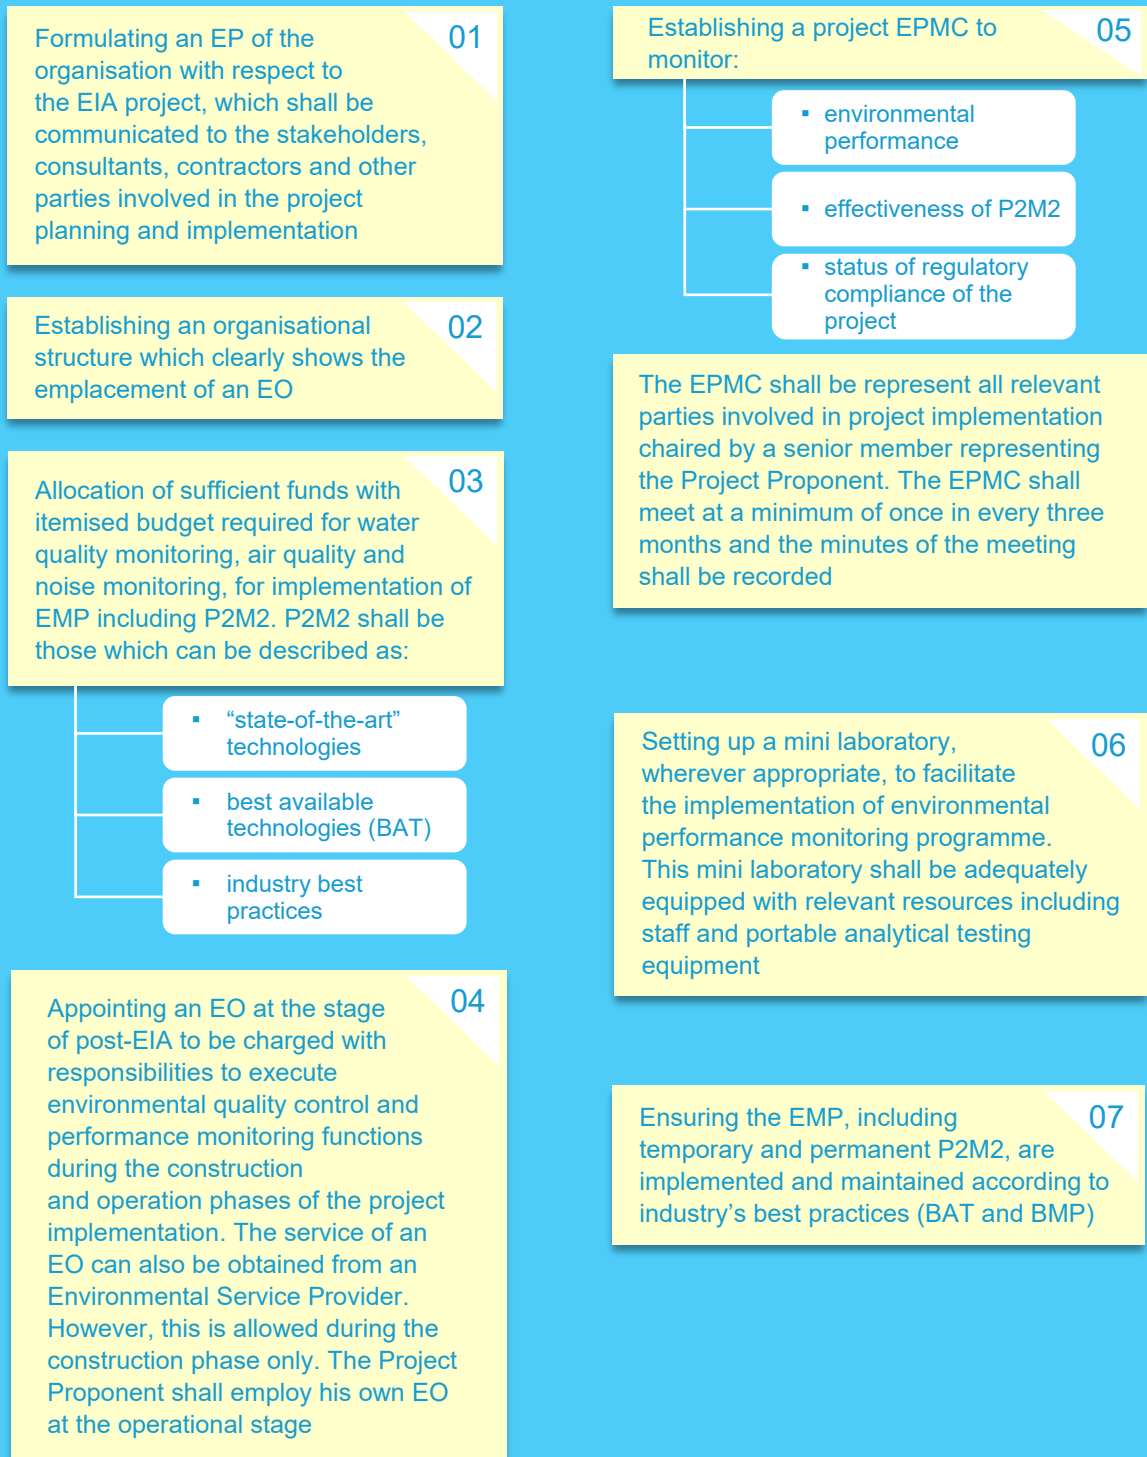 01
Formulating an EP of the
organisation with respect to
the EIA project, which shall be
communicated to the stakeholders,
consultants, contractors and other
parties involved in the project
planning and implementation
02
Establishing an organisational
structure which clearly shows the
emplacement of an EO
03
Allocation of sufficient funds with
itemised budget required for water
quality monitoring, air quality and
noise monitoring, for implementation of
EMP including P2M2. P2M2 shall be
those which can be described as:
▪ “state-of-the-art”
technologies
▪ best available
technologies (BAT)
▪ industry best
practices
04
Appointing an EO at the stage
of post-EIA to be charged with
responsibilities to execute
environmental quality control and
performance monitoring functions
during the construction
and operation phases of the project
implementation. The service of an
EO can also be obtained from an
Environmental Service Provider.
However, this is allowed during the
construction phase only. The Project
Proponent shall employ his own EO
at the operational stage
05
Establishing a project EPMC to
monitor:
▪ environmental
performance
▪ effectiveness of P2M2
▪ status of regulatory
compliance of the
project
The EPMC shall be represent all relevant
parties involved in project implementation
chaired by a senior member representing
the Project Proponent. The EPMC shall
meet at a minimum of once in every three
months and the minutes of the meeting
shall be recorded
06
Setting up a mini laboratory,
wherever appropriate, to facilitate
the implementation of environmental
performance monitoring programme.
This mini laboratory shall be adequately
equipped with relevant resources including
staff and portable analytical testing
equipment
07
Ensuring the EMP, including
temporary and permanent P2M2, are
implemented and maintained according to
industry’s best practices (BAT and BMP)